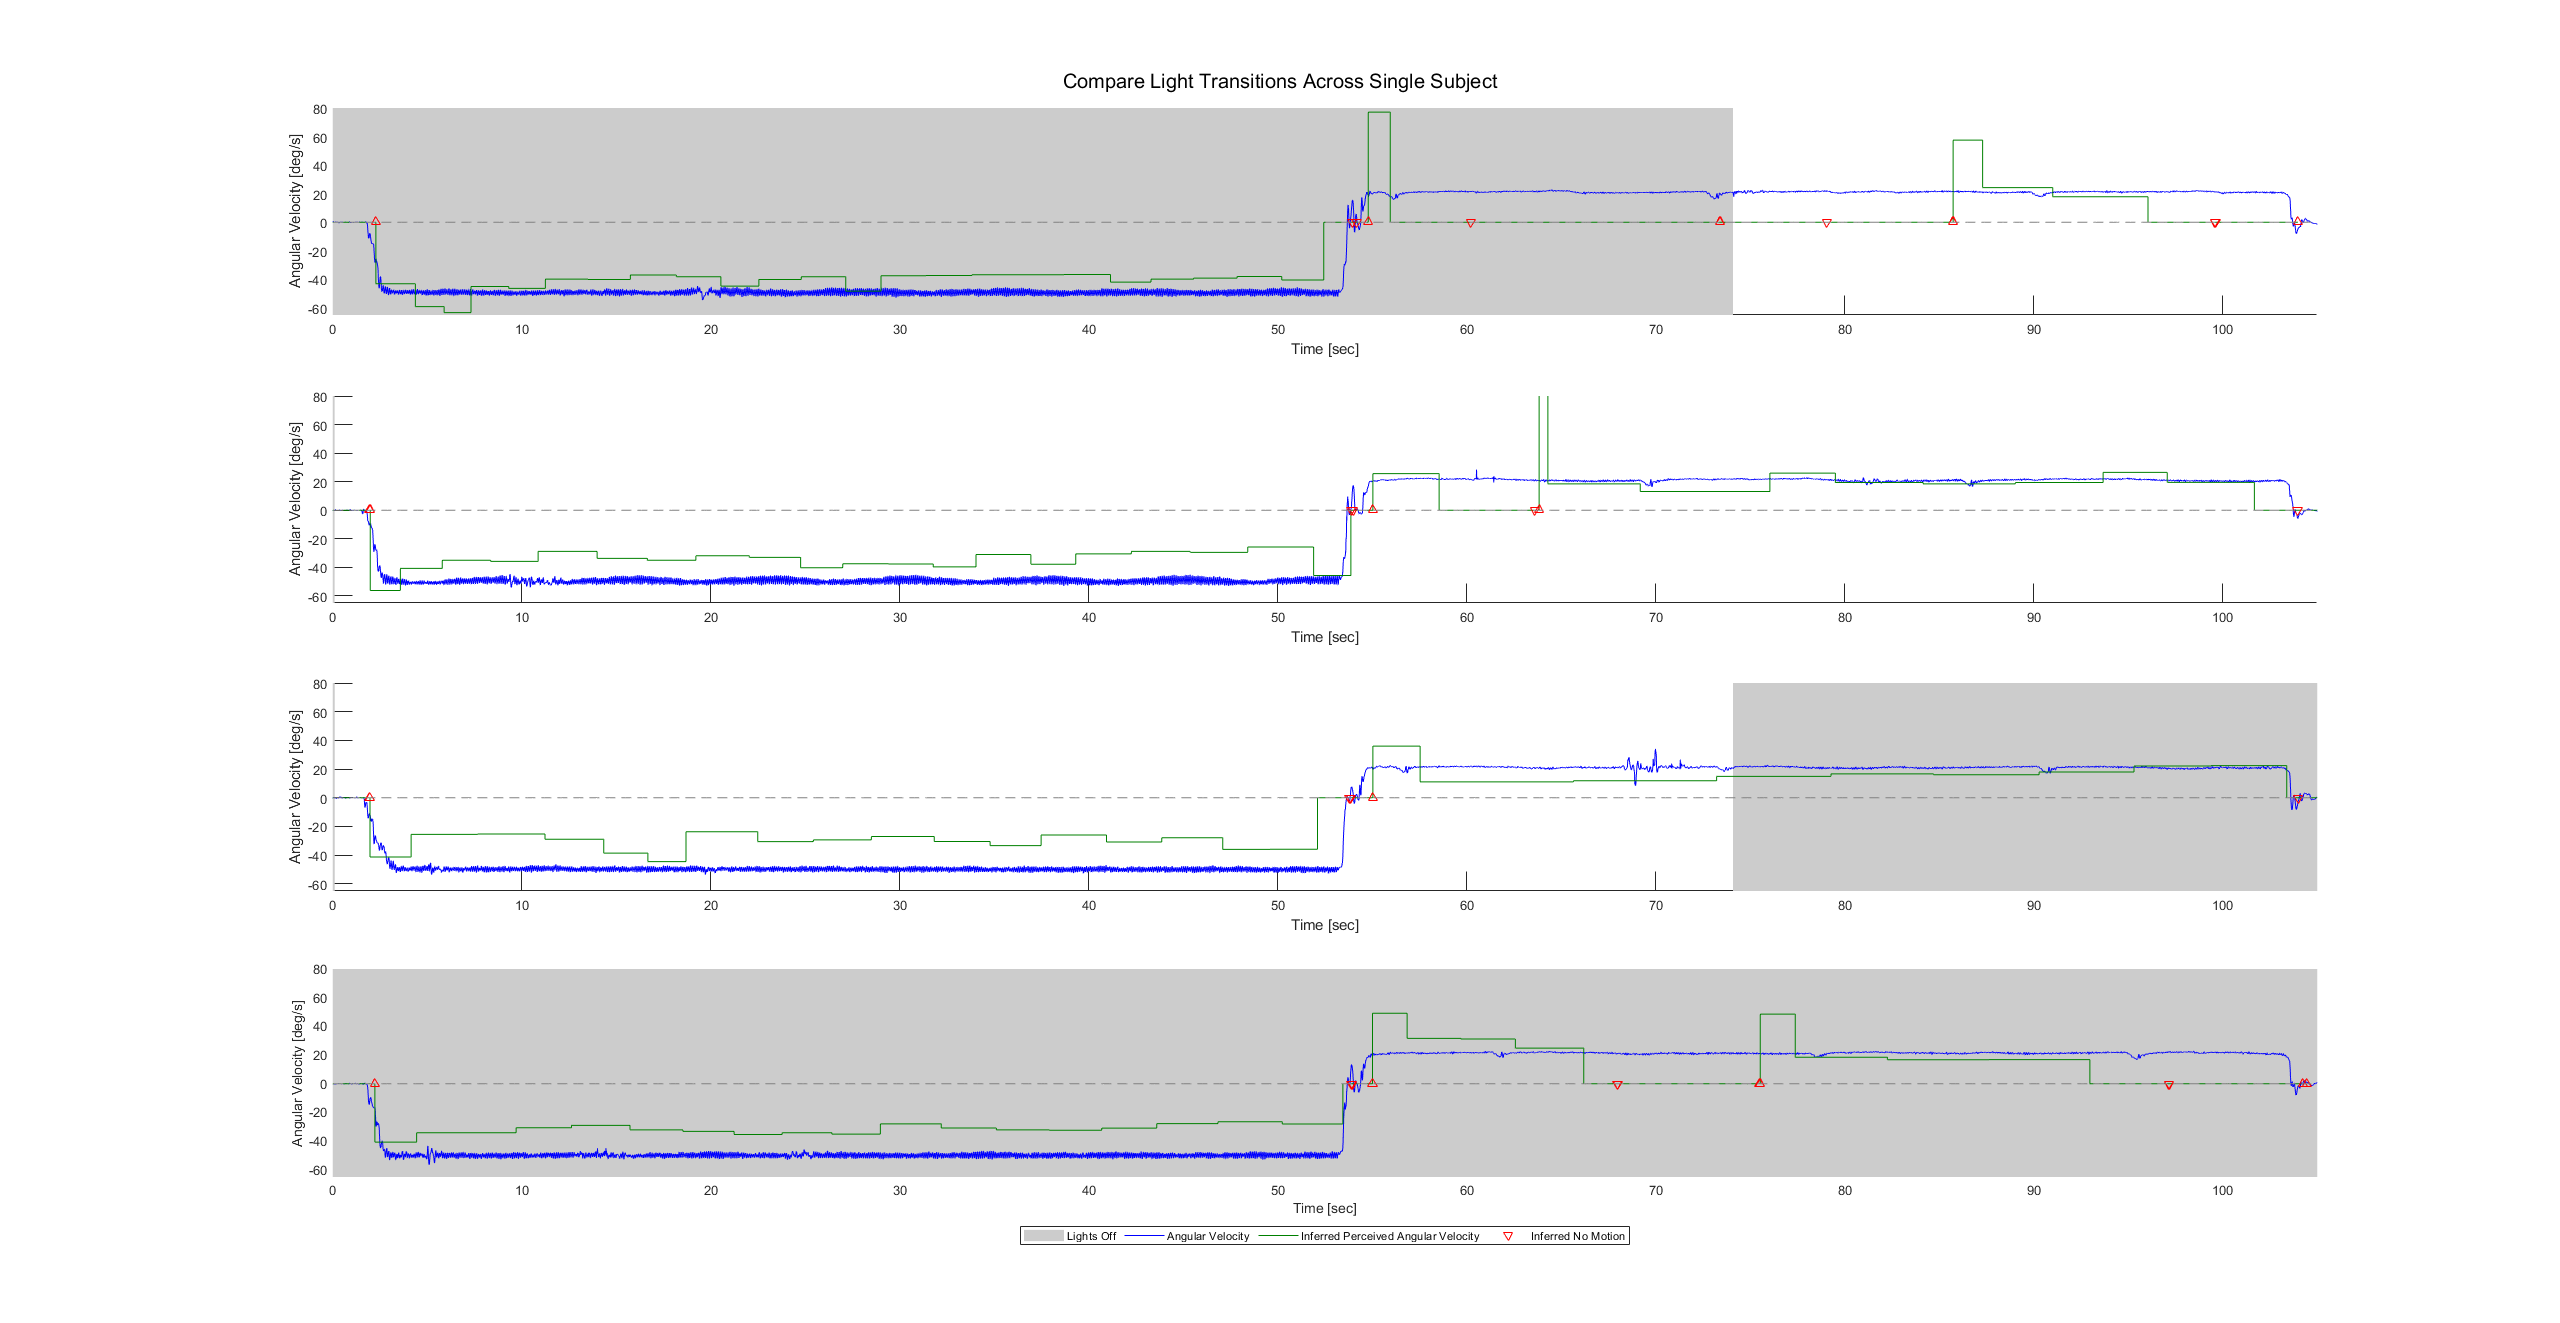 Compare Light Transitions Across Single Subject
80
60
40
20
0
-20
-40
-60
Angular Velocity [deg/s]
0 10 20 30 40 50 60 70 80 90 100
Time [sec]
80
60
40
20
0
-20
-40
-60
Angular Velocity [deg/s]
0 10 20 30 40 50 60 70 80 90 100
Time [sec]
80
60
40
20
0
-20
-40
-60
Angular Velocity [deg/s]
0 10 20 30 40 50 60 70 80 90 100
Time [sec]
80
60
40
20
0
-20
-40
-60
Angular Velocity [deg/s]
0 10 20 30 40 50 60 70 80 90 100
Time [sec]
Lights Off Angular Velocity Inferred Perceived Angular Velocity Inferred No Motion